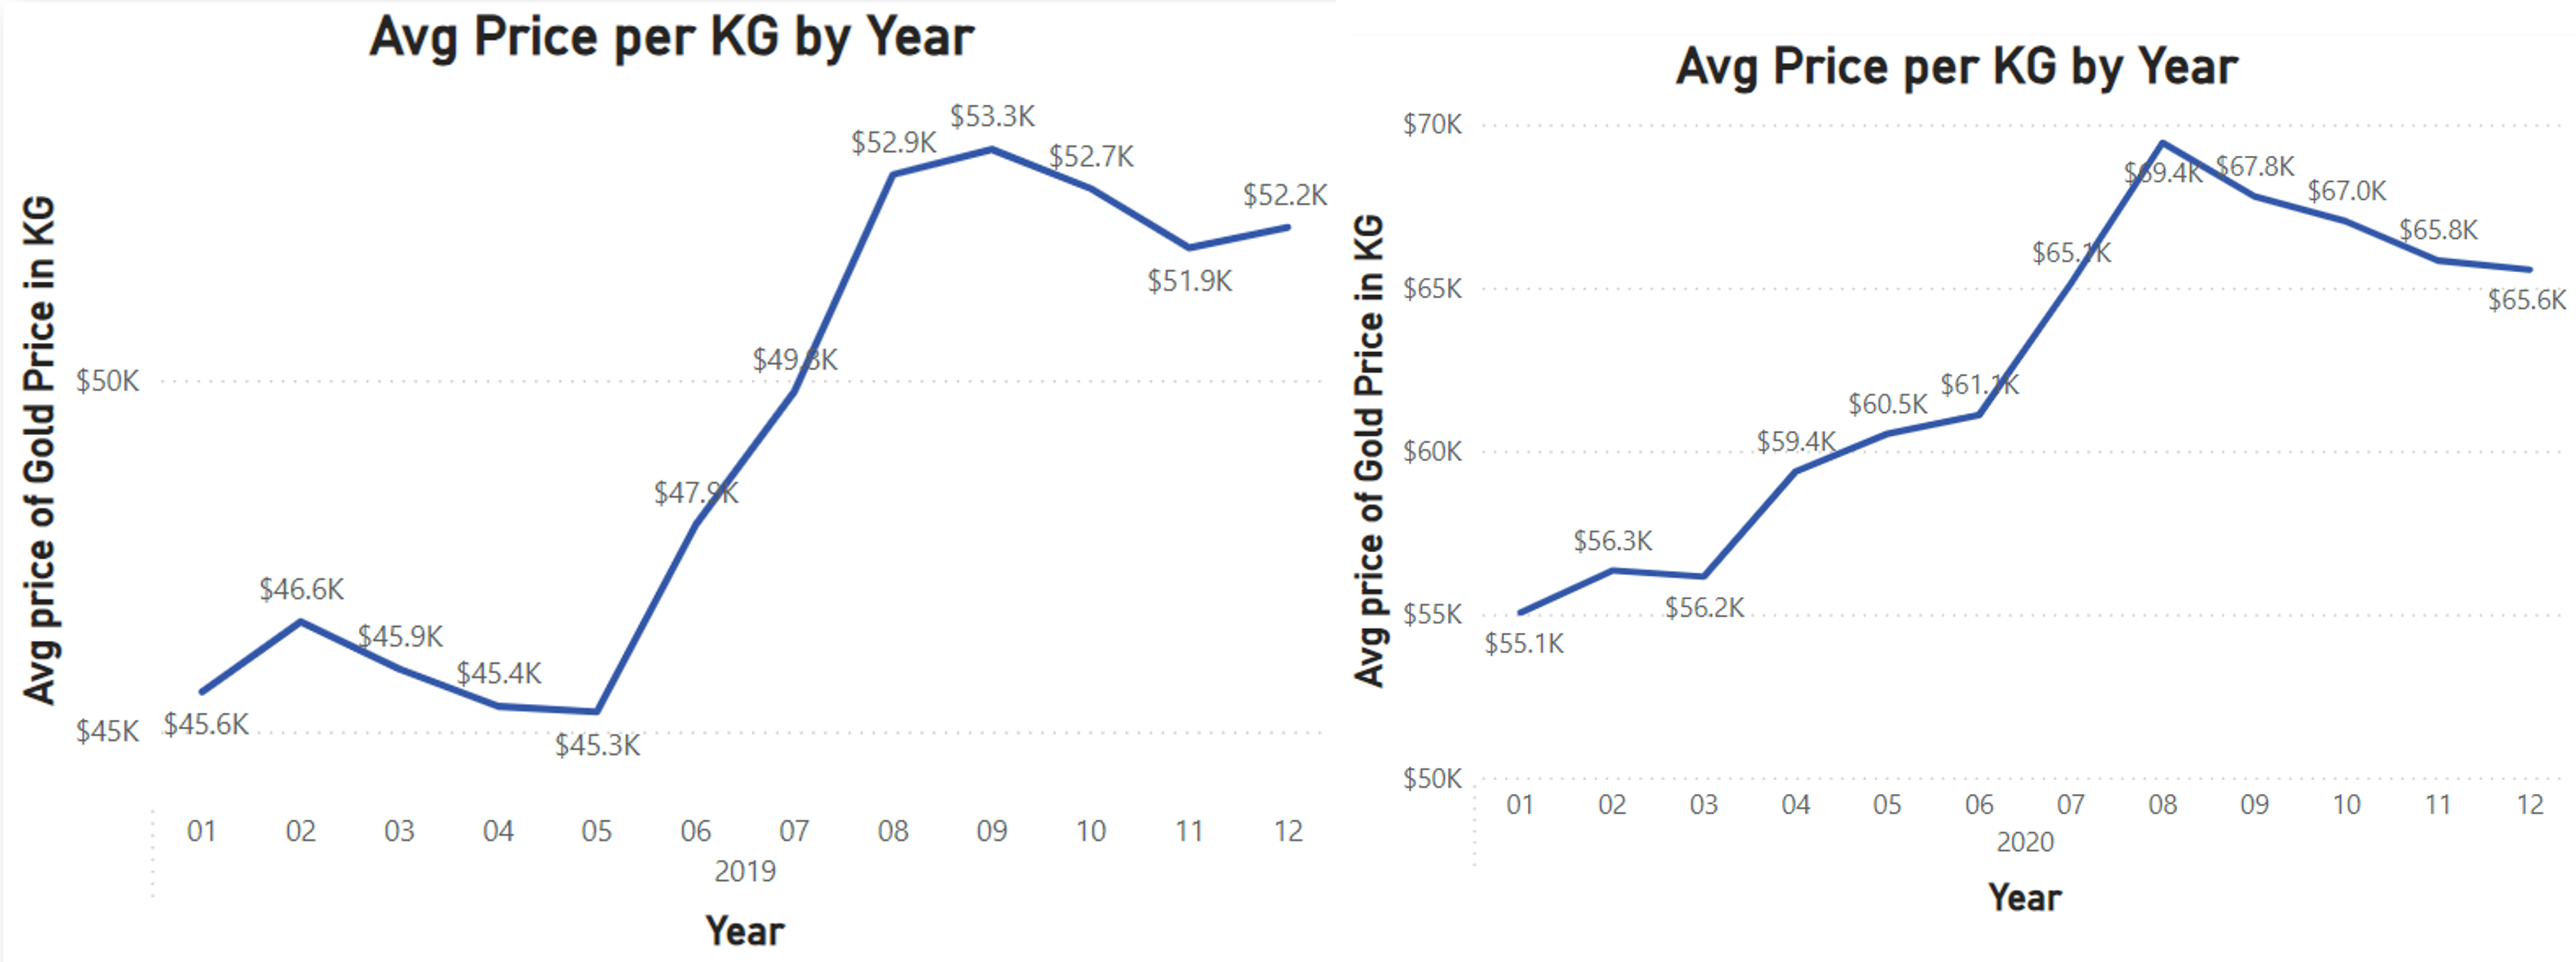 Avg Price per KG by Year
Avg price of Gold Price in KG
$53.3K
$52.9K
$52.7K
$52.2K
$51.9K
$49.8K
$50K
$47.9K
$46.6K
$45.9K
$45.4K
$45K
$45.6K
$45.3K
01 02 03 04 05 06 07 08 09 10 11 12
2019
Year
Avg Price per KG by Year
Avg price of Gold Price in KG
$70K
$69.4K
$67.8K
$67.0K
$65.8K
$65.1K
$65K
$65.6K
$61.1K
$60.5K
$59.4K
$60K
$56.3K
$56.2K
$55K
$55.1K
$50K
01 02 03 04 05 06 07 08 09 10 11 12
2020
Year